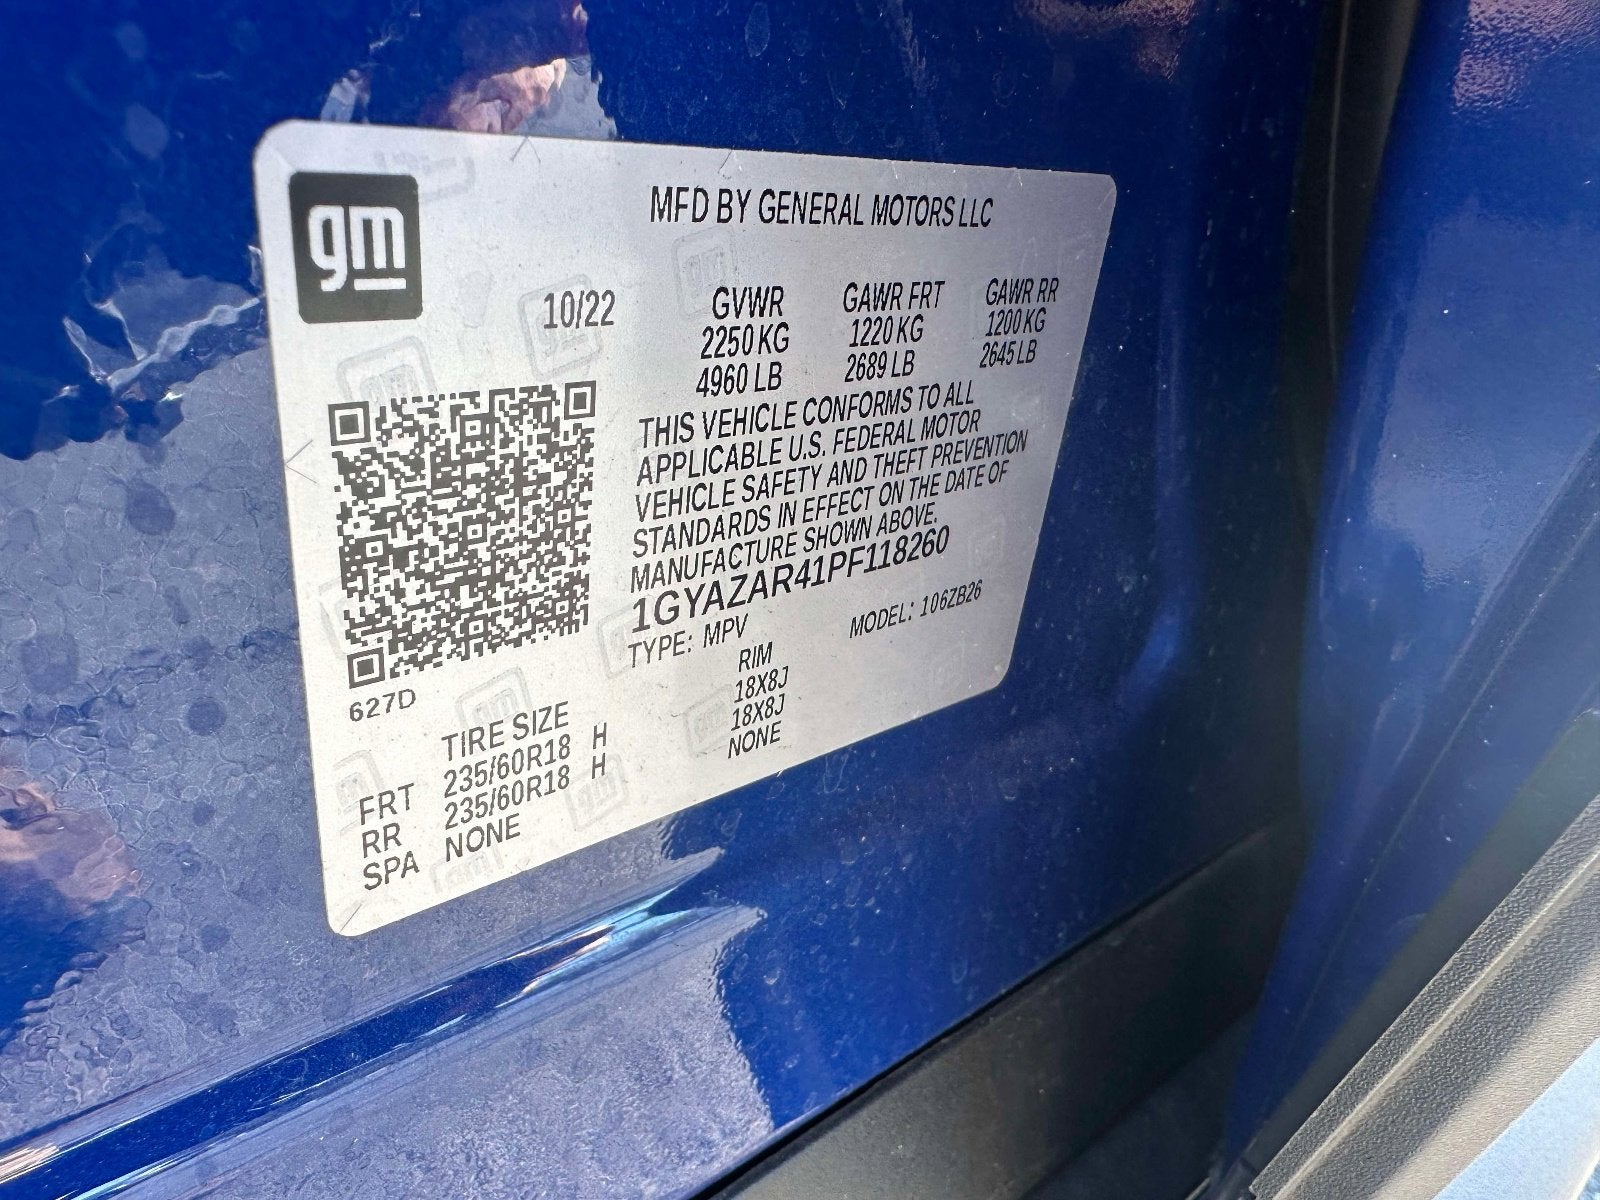 gm
MFD BY GENERAL MOTORS LLC
10/22 GVWR GAWR FRT GAWR RR
2250 KG 1220 KG 1200 KG
4960 LB 2689 LB 2645 LB
THIS VEHICLE CONFORMS TO ALL
APPLICABLE U.S. FEDERAL MOTOR
VEHICLE SAFETY AND THEFT PREVENTION
STANDARDS IN EFFECT ON THE DATE OF
MANUFACTURE SHOWN ABOVE.
1GYAZAR41PF118260
TYPE: MPV MODEL: 106ZB26
627D
TIRE SIZE RIM
FRT 235/60R18 H 18X8J
RR 235/60R18 H 18X8J
SPA NONE NONE